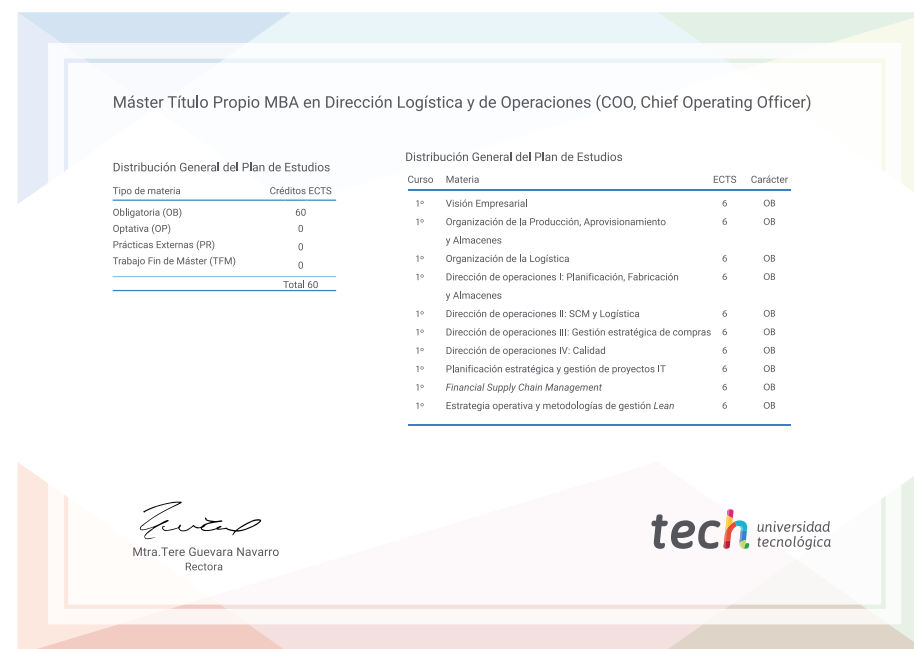 Máster Título Propio MBA en Dirección Logística y de Operaciones (COO, Chief Operating Officer)
Distribución General del Plan de Estudios
Tipo de materia Créditos ECTS
Obligatoria (OB) 60
Optativa (OP) 0
Prácticas Externas (PR) 0
Trabajo Fin de Máster (TFM) 0
Total 60
Distribución General del Plan de Estudios
Curso Materia ECTS Carácter
1º Visión Empresarial 6 OB
1º Organización de la Producción, Aprovisionamiento 6 OB
y Almacenes
1º Organización de la Logística 6 OB
1º Dirección de operaciones I: Planificación, Fabricación 6 OB
y Almacenes
1º Dirección de operaciones II: SCM y Logística 6 OB
1º Dirección de operaciones III: Gestión estratégica de compras 6 OB
1º Dirección de operaciones IV: Calidad 6 OB
1º Planificación estratégica y gestión de proyectos IT 6 OB
1º Financial Supply Chain Management 6 OB
1º Estrategia operativa y metodologías de gestión Lean 6 OB
Mtra.Tere Guevara Navarro
Rectora
tech universidad
tecnológica